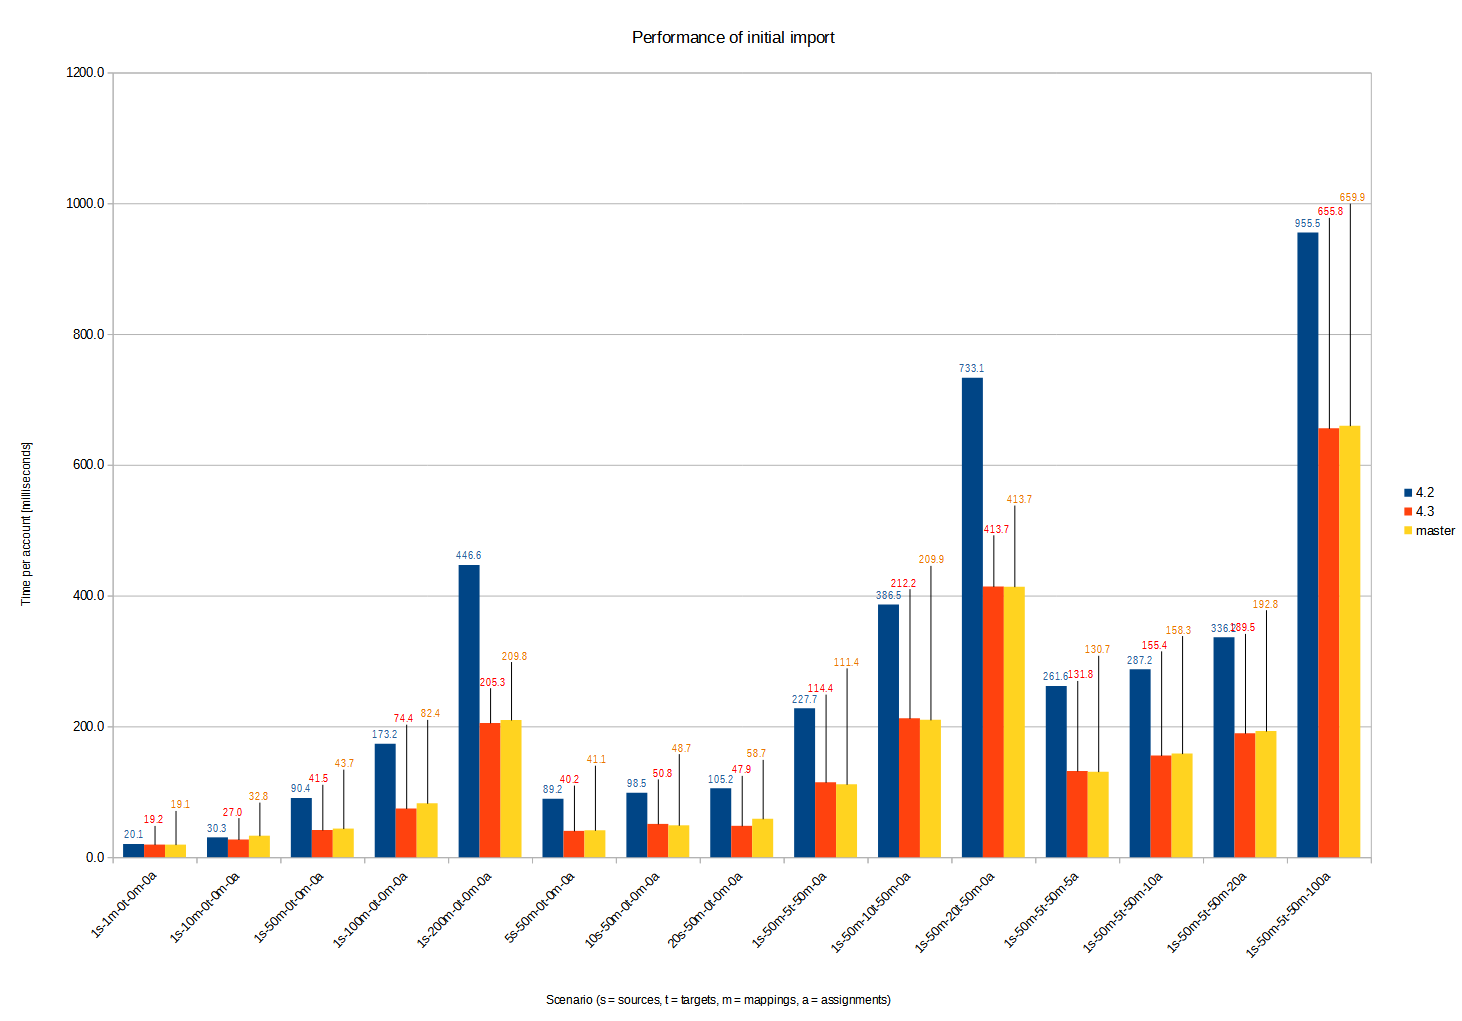 Performance of initial import
1200.0
1000.0
800.0
600.0
400.0
200.0
0.0
Time per account [milliseconds]
20.1
19.2
19.1
30.3
27.0
32.8
90.4
41.5
43.7
173.2
74.4
82.4
446.6
205.3
209.8
89.2
40.2
41.1
98.5
50.8
48.7
105.2
47.9
58.7
227.7
114.4
111.4
386.5
212.2
209.9
733.1
413.7
413.7
261.6
131.8
130.7
287.2
155.4
158.3
189.5
192.8
955.5
655.8
659.9
1s-1m-0t-0m-0a
1s-10m-0t-0m-0a
1s-50m-0t-0m-0a
1s-100m-0t-0m-0a
1s-200m-0t-0m-0a
5s-50m-0t-0m-0a
10s-50m-0t-0m-0a
20s-50m-0t-0m-0a
1s-50m-5t-50m-0a
1s-50m-10t-50m-0a
1s-50m-20t-50m-0a
1s-50m-5t-50m-5a
1s-50m-5t-50m-10a
1s-50m-5t-50m-20a
1s-50m-5t-50m-100a
Scenario (s = sources, t = targets, m = mappings, a = assignments)
4.2
4.3
master